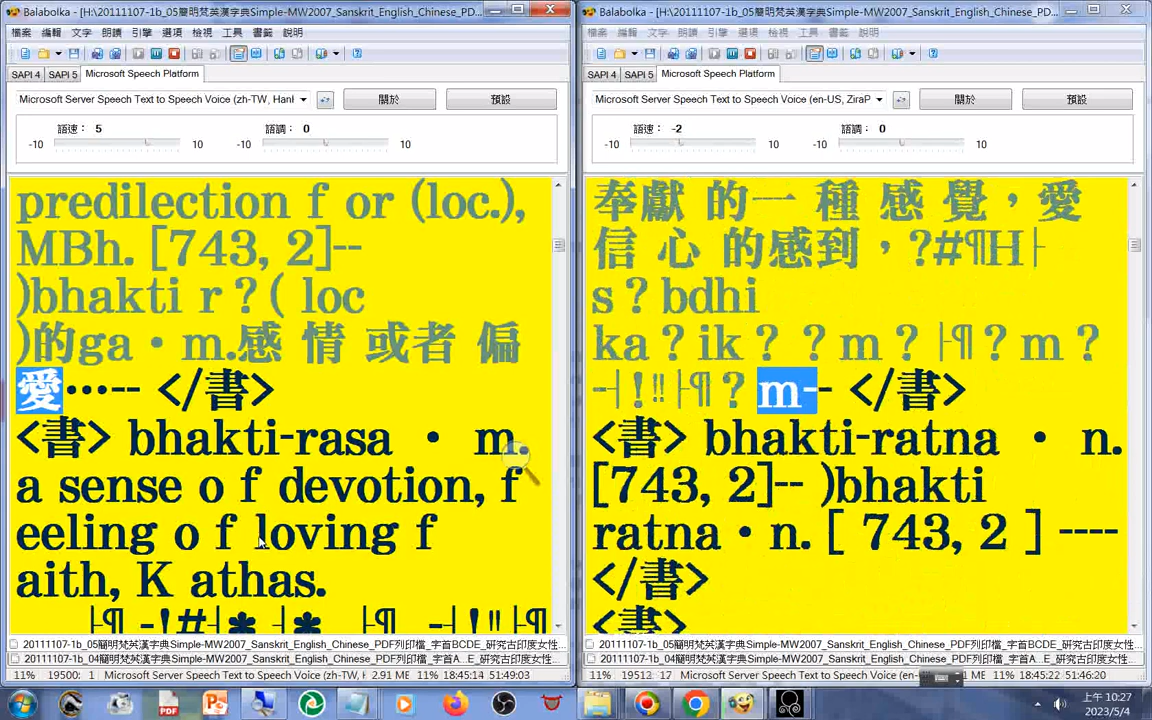 Balabolka - [H:\20111107-1b_05簡明梵英漢字典Simple-MW2007_Sanskrit_English_Chinese_PD...
檔案 編輯 文字 朗讀 引擎 選項 檢視 工具 書籤 說明
SAPI 4 SAPI 5 Microsoft Speech Platform
Microsoft Server Speech Text to Speech Voice (zh-TW, Hanl 關於 預設
語速： 5 語調： 0
-10 10 -10 10
predilection f or (loc.),
MBh. [743, 2]--
)bhakti r？( loc
)的ga・m.感 情 或者 偏
愛…-- </書>
<書> bhakti-rasa ・ m.
a sense o f devotion, f
eeling o f loving f
aith, K athas.
20111107-1b_05簡明梵英漢字典Simple-MW2007_Sanskrit_English_Chinese_PDF列印檔_字首BCDE_研究古印度女性...
20111107-1b_04簡明梵英漢字典Simple-MW2007_Sanskrit_English_Chinese_PDF列印檔_字首A...E_研究古印度女性...
11% 19500: 1 Microsoft Server Speech Text to Speech Voice (zh-TW, 2.91 ME 11% 18:45:14 51:49:03
Balabolka - [H:\20111107-1b_05簡明梵英漢字典Simple-MW2007_Sanskrit_English_Chinese_PD...
檔案 編輯 文字 朗讀 引擎 選項 檢視 工具 書籤 說明
SAPI 4 SAPI 5 Microsoft Speech Platform
Microsoft Server Speech Text to Speech Voice (en-US, ZiraP 關於 預設
語速： -2 語調： 0
-10 10 -10 10
奉獻 的一 種 感 覺，愛
信 心 的感到，?#¶H├
s？bdhi
ka？ik？？m？├¶？m？
-┤!‼├¶？m-- </書>
<書> bhakti-ratna ・ n.
[743, 2]-- )bhakti
ratna・n. [ 743, 2 ] ----
</書>
<書>
20111107-1b_05簡明梵英漢字典Simple-MW2007_Sanskrit_English_Chinese_PDF列印檔_字首BCDE_研究古印度女性...
20111107-1b_04簡明梵英漢字典Simple-MW2007_Sanskrit_English_Chinese_PDF列印檔_字首A...E_研究古印度女性...
11% 19513: 17 Microsoft Server Speech Text to Speech Voice (en-U ME 11% 18:45:22 51:46:20
上午 10:27
2023/5/4